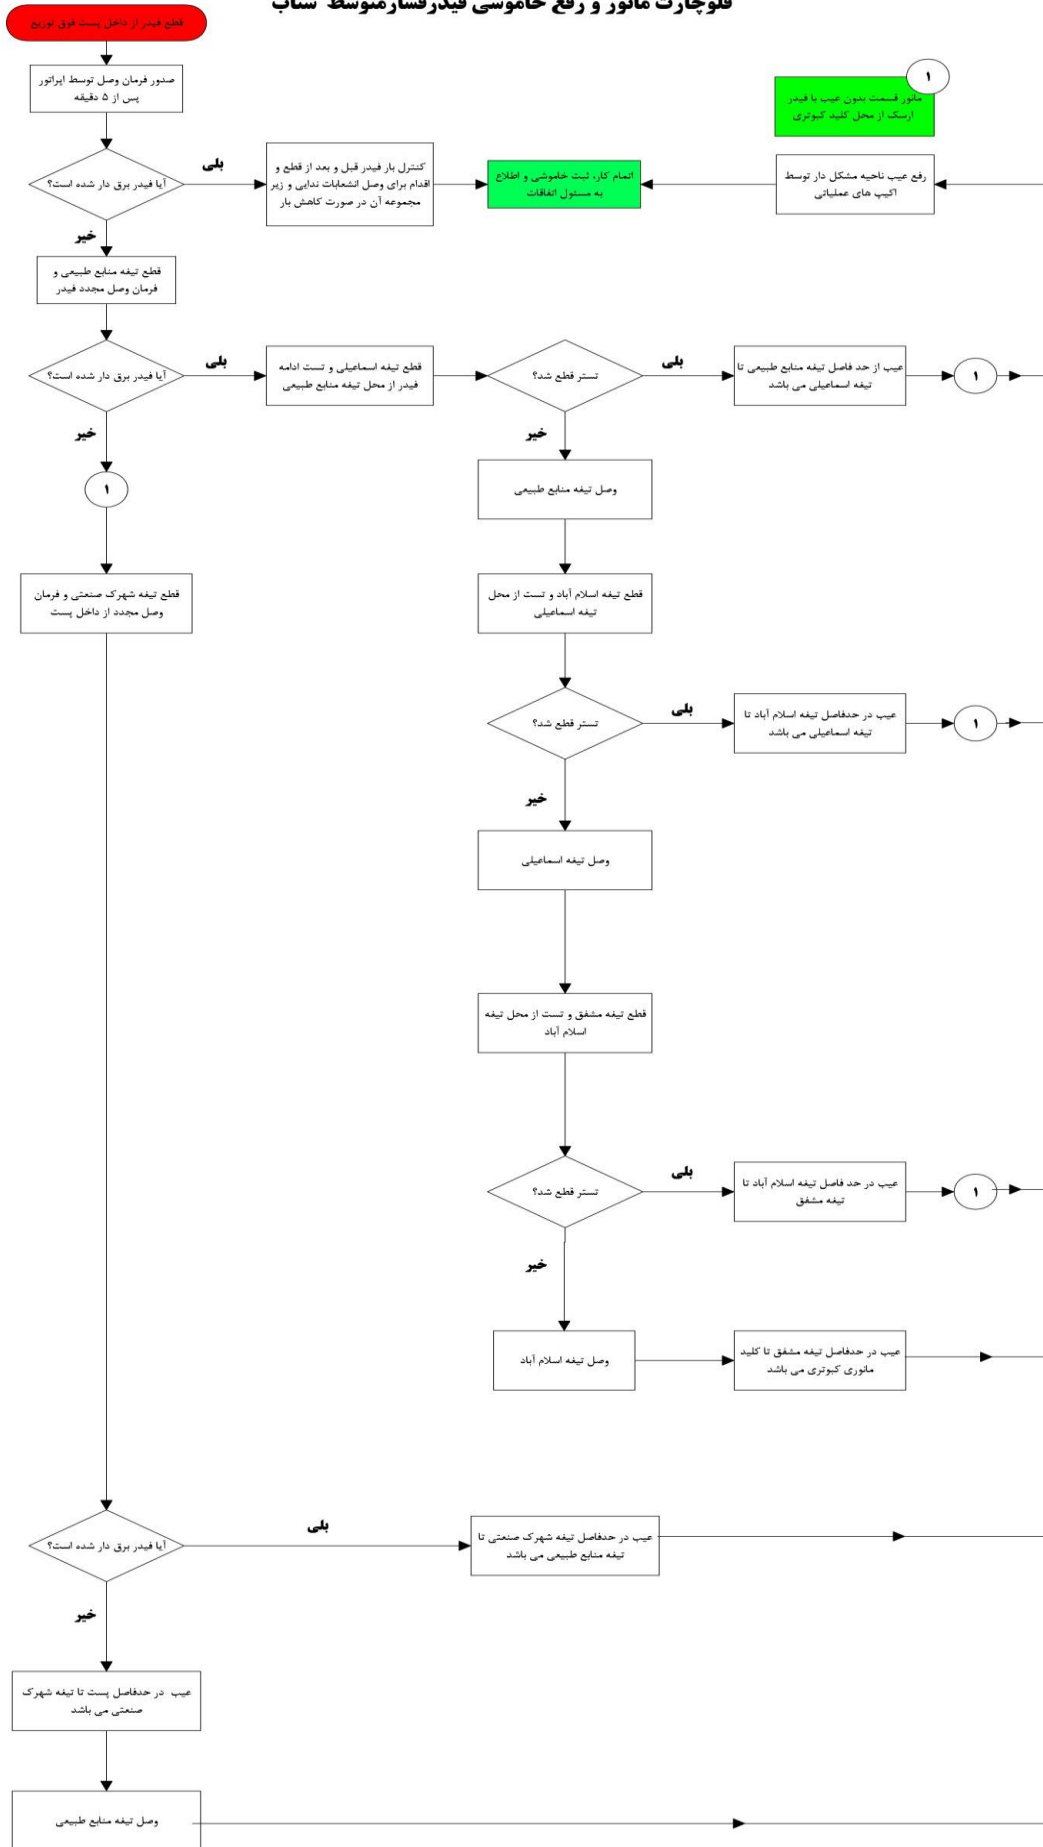 فلوچارت مانور و رفع خاموشی فیدرفشارمتوسط سناب
قطع فیدر از داخل پست فوق توزیع
صدور فرمان وصل توسط اپراتور
پس از ۵ دقیقه
۱
مانور قسمت بدون عیب با فیدر
ارسک از محل کلید کبوتری
آیا فیدر برق دار شده است؟
بلی
کنترل بار فیدر قبل و بعد از قطع و
اقدام برای وصل انشعابات ندایی و زیر
مجموعه آن در صورت کاهش بار
اتمام کار، ثبت خاموشی و اطلاع
به مسئول اتفاقات
رفع عیب ناحیه مشکل دار توسط
اکیپ های عملیاتی
خیر
قطع تیغه منابع طبیعی و
فرمان وصل مجدد فیدر
آیا فیدر برق دار شده است؟
بلی
قطع تیغه اسماعیلی و تست ادامه
فیدر از محل تیغه منابع طبیعی
تستر قطع شد؟
بلی
عیب از حد فاصل تیغه منابع طبیعی تا
تیغه اسماعیلی می باشد
۱
خیر
خیر
۱
وصل تیغه منابع طبیعی
قطع تیغه شهرک صنعتی و فرمان
وصل مجدد از داخل پست
قطع تیغه اسلام آباد و تست از محل
تیغه اسماعیلی
تستر قطع شد؟
بلی
عیب در حدفاصل تیغه اسلام آباد تا
تیغه اسماعیلی می باشد
۱
خیر
وصل تیغه اسماعیلی
قطع تیغه مشفق و تست از محل تیغه
اسلام آباد
تستر قطع شد؟
بلی
عیب در حد فاصل تیغه اسلام آباد تا
تیغه مشفق
۱
خیر
وصل تیغه اسلام آباد
عیب در حدفاصل تیغه مشفق تا کلید
مانوری کبوتری می باشد
آیا فیدر برق دار شده است؟
بلی
عیب در حدفاصل تیغه شهرک صنعتی تا
تیغه منابع طبیعی می باشد
خیر
عیب در حدفاصل پست تا تیغه شهرک
صنعتی می باشد
وصل تیغه منابع طبیعی